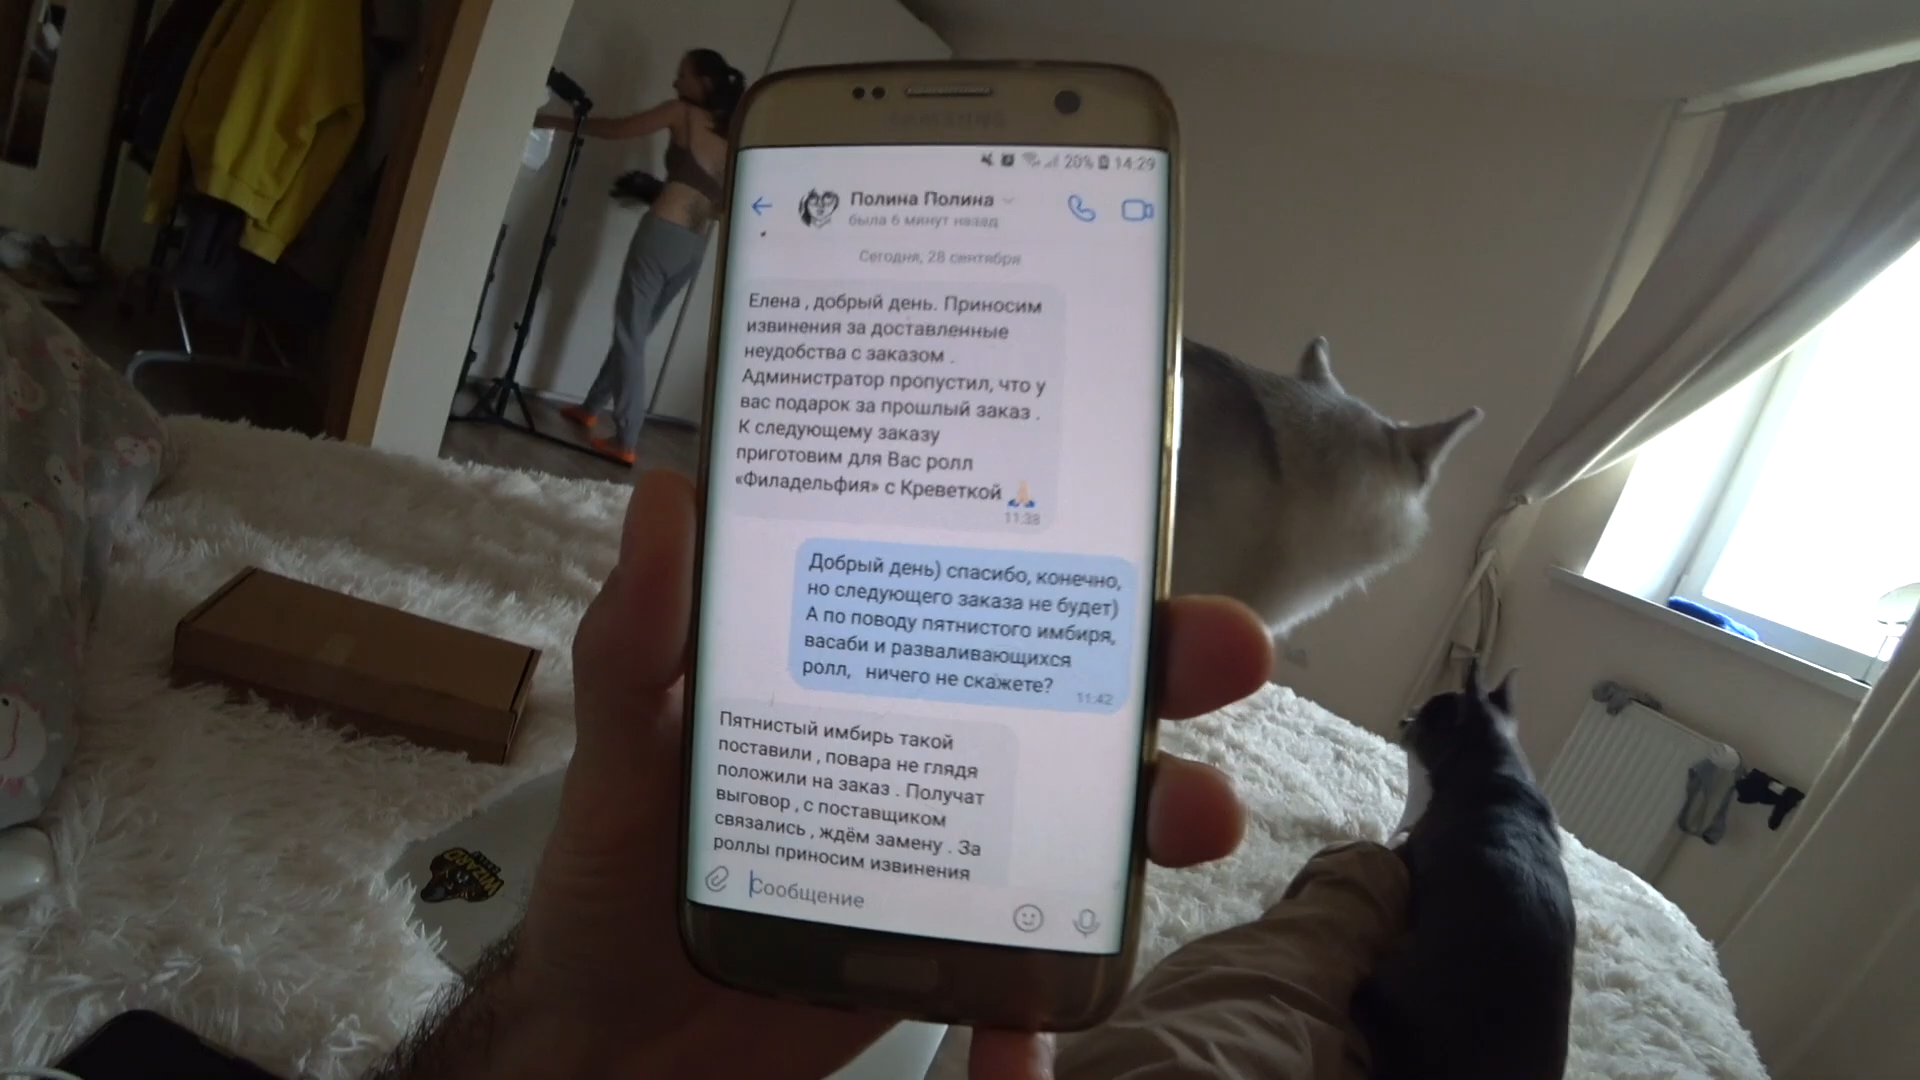 SAMSUNG
20% 14:29
Полина Полина
была 6 минут назад
Сегодня, 28 сентября
Елена , добрый день. Приносим
извинения за доставленные
неудобства с заказом .
Администратор пропустил, что у
вас подарок за прошлый заказ .
К следующему заказу
приготовим для Вас ролл
«Филадельфия» с Креветкой
11:38
Добрый день) спасибо, конечно,
но следующего заказа не будет)
А по поводу пятнистого имбиря,
васаби и разваливающихся
ролл, ничего не скажете?
11:42
Пятнистый имбирь такой
поставили , повара не глядя
положили на заказ . Получат
выговор , с поставщиком
связались , ждём замену . За
роллы приносим извинения
Сообщение
WIZARD